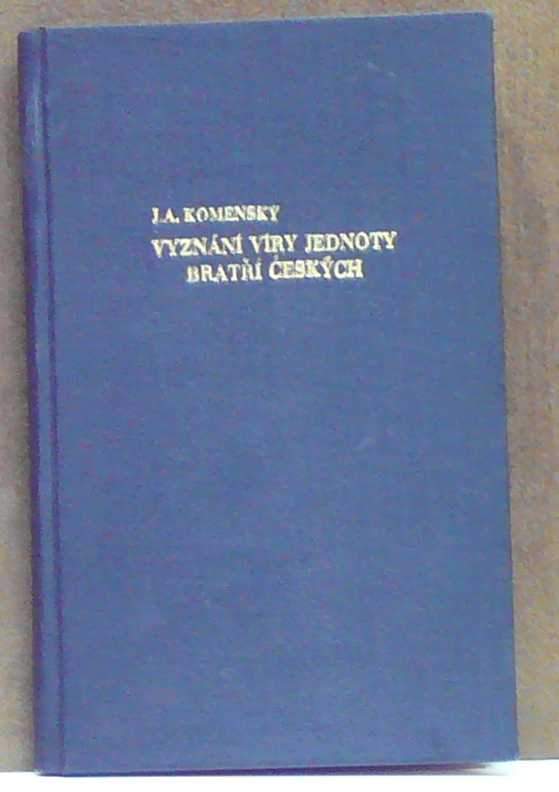 J.A. KOMENSKÝ
VYZNÁNÍ VÍRY JEDNOTY
BRATŘÍ ČESKÝCH